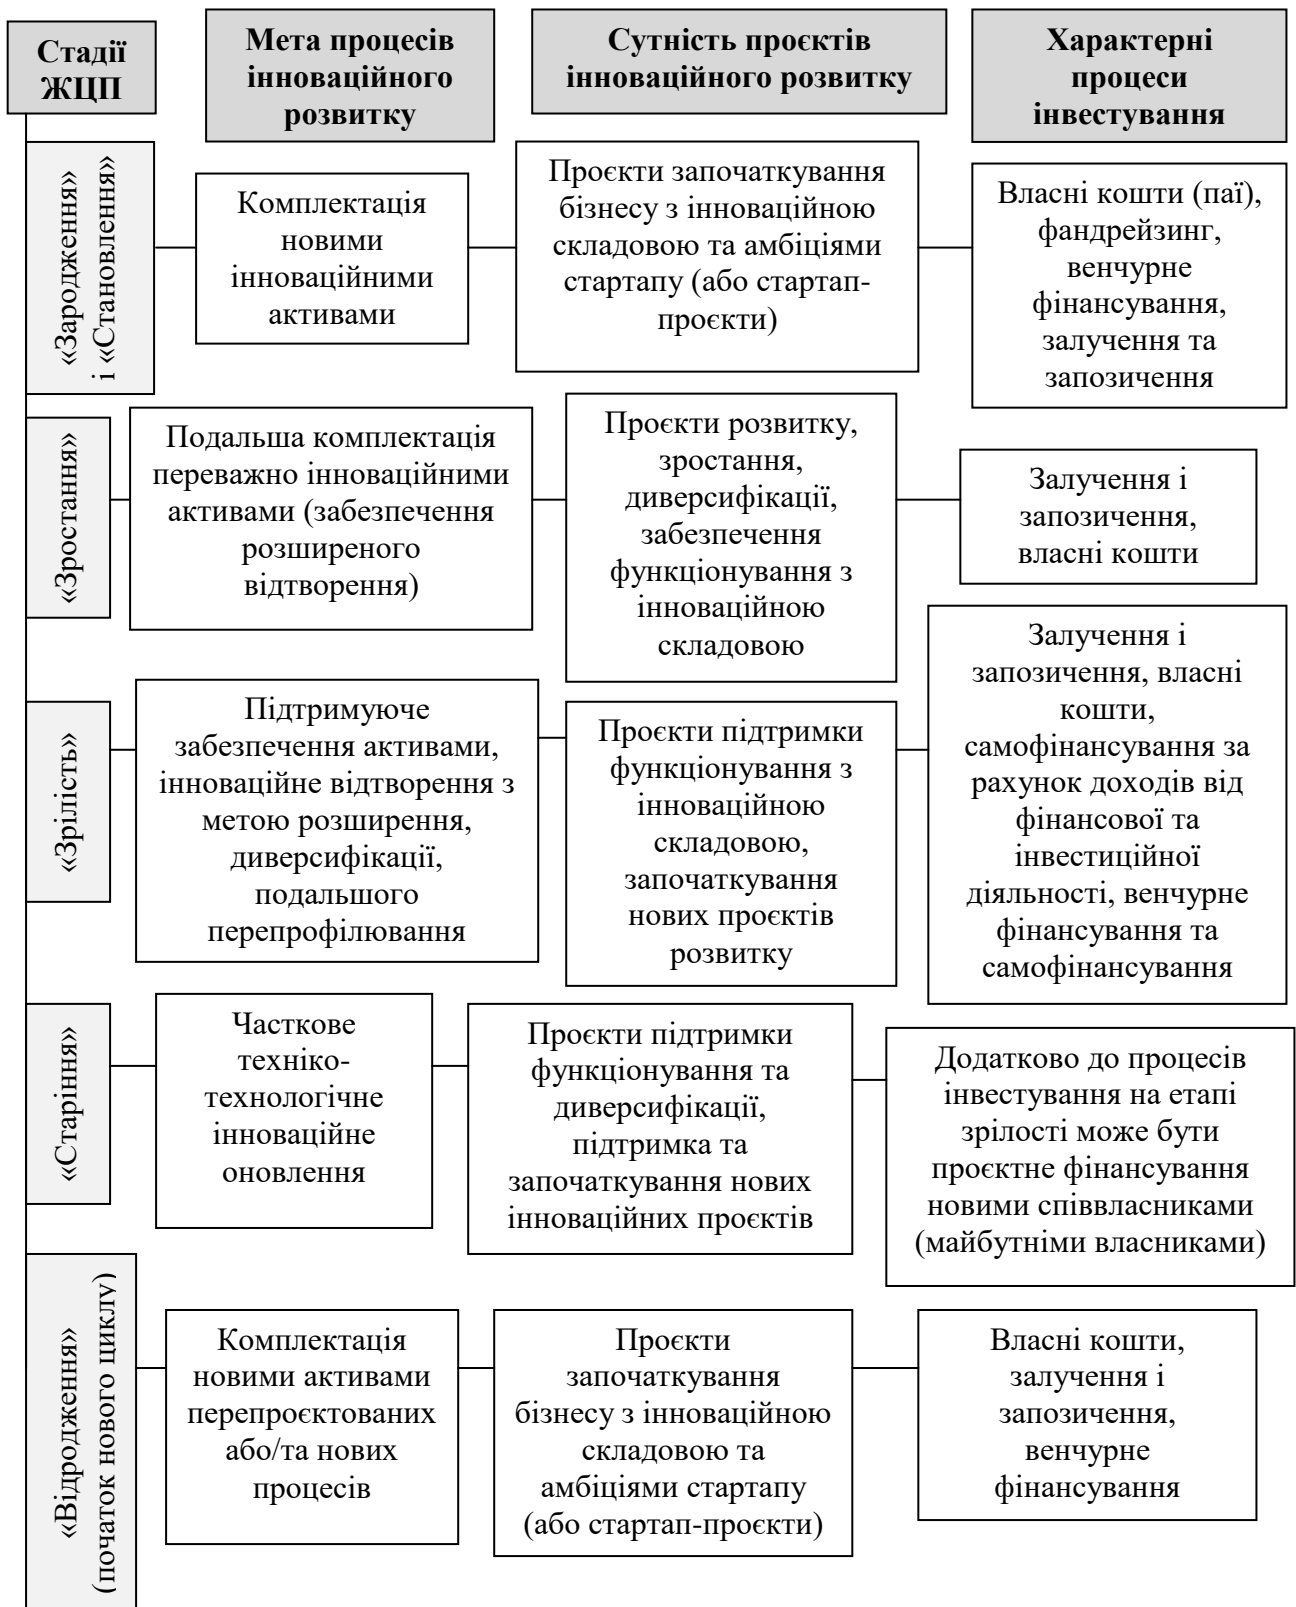 Стадії
ЖЦП
Мета процесів
інноваційного
розвитку
Сутність проєктів
інноваційного розвитку
Характерні
процеси
інвестування
«Зародження»
і «Становлення»
Комплектація
новими
інноваційними
активами
Проєкти започаткування
бізнесу з інноваційною
складовою та амбіціями
стартапу (або стартап-
проєкти)
Власні кошти (паї),
фандрейзинг,
венчурне
фінансування,
залучення та
запозичення
«Зростання»
Подальша комплектація
переважно інноваційними
активами (забезпечення
розширеного
відтворення)
Проєкти розвитку,
зростання,
диверсифікації,
забезпечення
функціонування з
інноваційною
складовою
Залучення і
запозичення,
власні кошти
«Зрілість»
Підтримуюче
забезпечення активами,
інноваційне відтворення з
метою розширення,
диверсифікації,
подальшого
перепрофілювання
Проєкти підтримки
функціонування з
інноваційною
складовою,
започаткування
нових проєктів
розвитку
Залучення і
запозичення, власні
кошти,
самофінансування за
рахунок доходів від
фінансової та
інвестиційної
діяльності, венчурне
фінансування та
самофінансування
«Старіння»
Часткове
техніко-
технологічне
інноваційне
оновлення
Проєкти підтримки
функціонування та
диверсифікації,
підтримка та
започаткування нових
інноваційних проєктів
Додатково до процесів
інвестування на етапі
зрілості може бути
проєктне фінансування
новими співвласниками
(майбутніми власниками)
«Відродження»
(початок нового циклу)
Комплектація
новими активами
перепроєктованих
або/та нових
процесів
Проєкти
започаткування
бізнесу з інноваційною
складовою та
амбіціями стартапу
(або стартап-проєкти)
Власні кошти,
залучення і
запозичення,
венчурне
фінансування